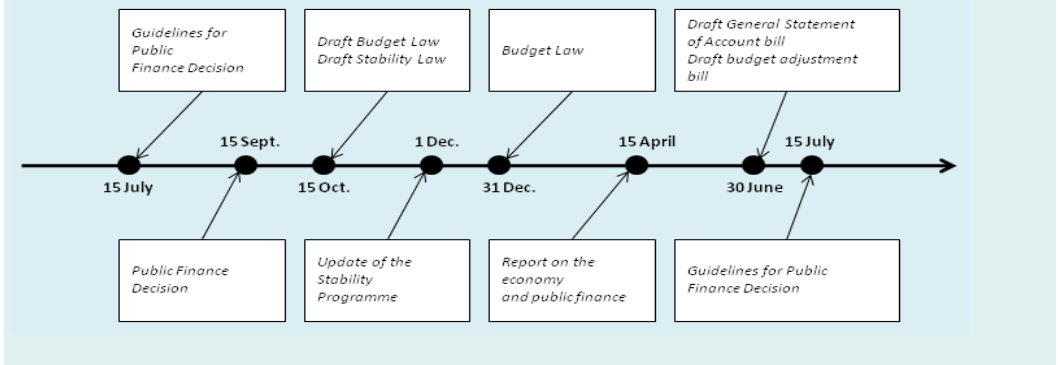 Guidelines for
Public
Finance Decision
Draft Budget Law
Draft Stability Law
Budget Law
Draft General Statement
of Account bill
Draft budget adjustment
bill
15 Sept.
1 Dec.
15 April
15 July
15 July
15 Oct.
31 Dec.
30 June
Public Finance
Decision
Update of the
Stability
Programme
Report on the
economy
and public finance
Guidelines for Public
Finance Decision